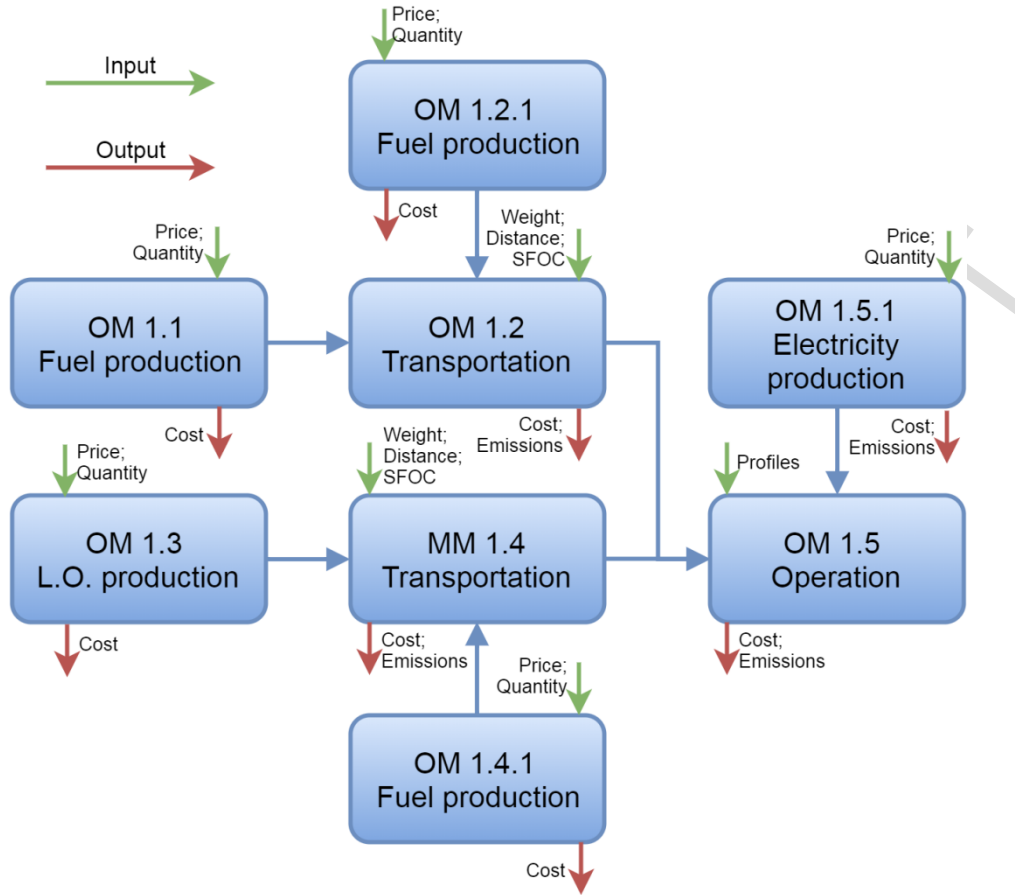 Price;
Quantity
Input
OM 1.2.1
Fuel production
Output
Cost
Weight;
Distance;
SFOC
Price;
Quantity
Price;
Quantity
OM 1.1
Fuel production
OM 1.2
Transportation
OM 1.5.1
Electricity
production
Cost
Cost;
Emissions
Cost;
Emissions
Price;
Quantity
Weight;
Distance;
SFOC
Profiles
OM 1.3
L.O. production
MM 1.4
Transportation
OM 1.5
Operation
Cost
Cost;
Emissions
Cost;
Emissions
Price;
Quantity
OM 1.4.1
Fuel production
Cost